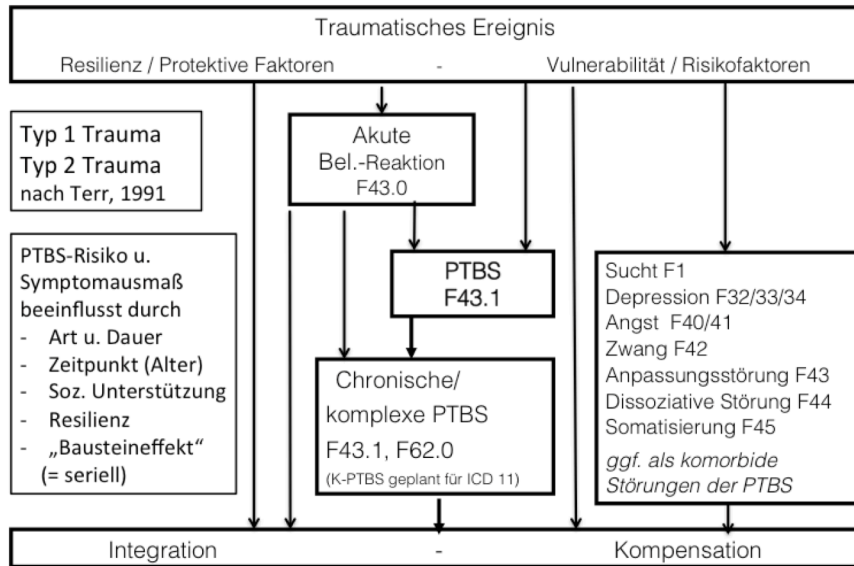 Traumatisches Ereignis
Resilienz / Protektive Faktoren - Vulnerabilität / Risikofaktoren
Typ 1 Trauma
Typ 2 Trauma
nach Terr, 1991
Akute
Bel.-Reaktion
F43.0
PTBS-Risiko u.
Symptomausmaß
beeinflusst durch
- Art u. Dauer
- Zeitpunkt (Alter)
- Soz. Unterstützung
- Resilienz
- „Bausteineffekt“
(= seriell)
PTBS
F43.1
Chronische/
komplexe PTBS
F43.1, F62.0
(K-PTBS geplant für ICD 11)
Sucht F1
Depression F32/33/34
Angst F40/41
Zwang F42
Anpassungsstörung F43
Dissoziative Störung F44
Somatisierung F45
ggf. als komorbide
Störungen der PTBS
Integration - Kompensation